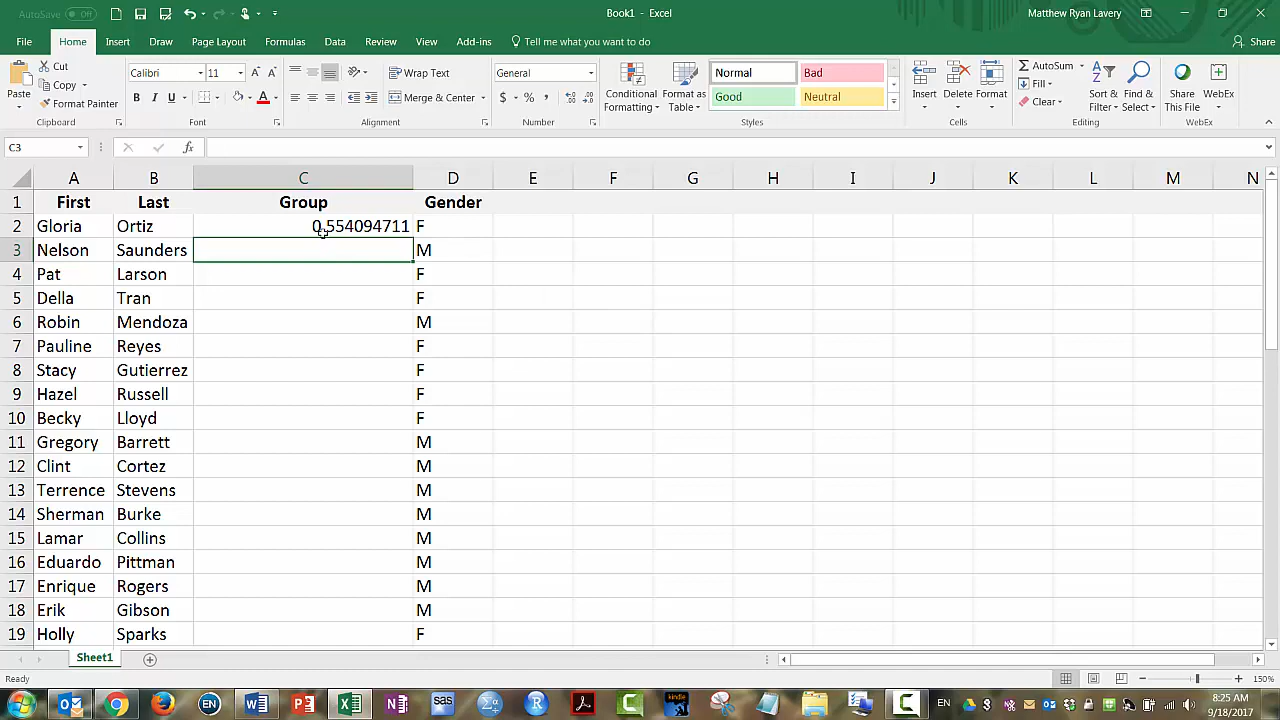 AutoSave Off
Book1 - Excel
Matthew Ryan Lavery
File Home Insert Draw Page Layout Formulas Data Review View Add-ins Tell me what you want to do Share
Paste Cut Copy Format Painter Clipboard
Calibri 11 B I U A Font
Wrap Text Merge & Center Alignment
General $ % , Number
Conditional Formatting Format as Table Normal Bad Good Neutral Styles
Insert Delete Format Cells
AutoSum Fill Clear Sort & Filter Find & Select Editing
Share This File WebEx WebEx
C3 fx
A B C D E F G H I J K L M N
1 First Last Group Gender
2 Gloria Ortiz 0.554094711 F
3 Nelson Saunders M
4 Pat Larson F
5 Della Tran F
6 Robin Mendoza M
7 Pauline Reyes F
8 Stacy Gutierrez F
9 Hazel Russell F
10 Becky Lloyd F
11 Gregory Barrett M
12 Clint Cortez M
13 Terrence Stevens M
14 Sherman Burke M
15 Lamar Collins M
16 Eduardo Pittman M
17 Enrique Rogers M
18 Erik Gibson M
19 Holly Sparks F
Sheet1
Ready 150%
EN sas R kindle EN 8:25 AM
9/18/2017